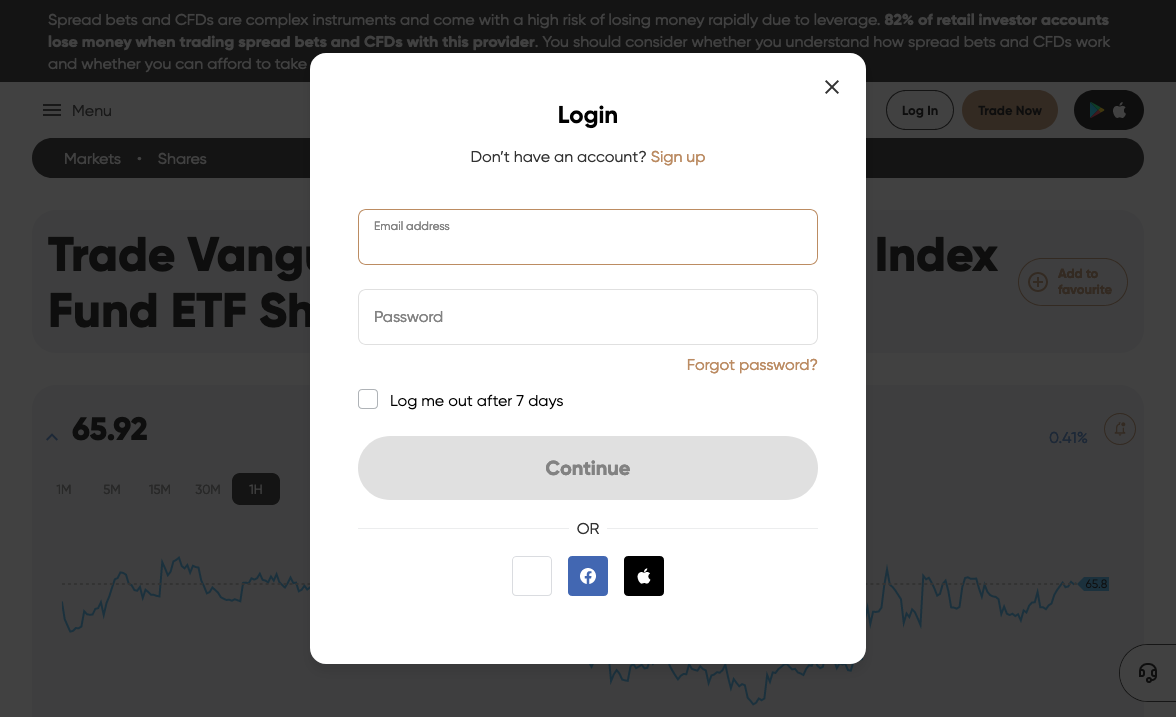 Spread bets and CFDs are complex instruments and come with a high risk of losing money rapidly due to leverage. 82% of retail investor accounts
lose money when trading spread bets and CFDs with this provider. You should consider whether you understand how spread bets and CFDs work
and whether you can afford to take
Menu
Log In
Trade Now
Markets • Shares
Login
Don't have an account? Sign up
Trade Index
Fund ETF
Add to
favourite
Email address
Password
Forgot password?
Log me out after 7 days
65.92
0.41%
1M 5M 15M 30M 1H
Continue
OR
65.8